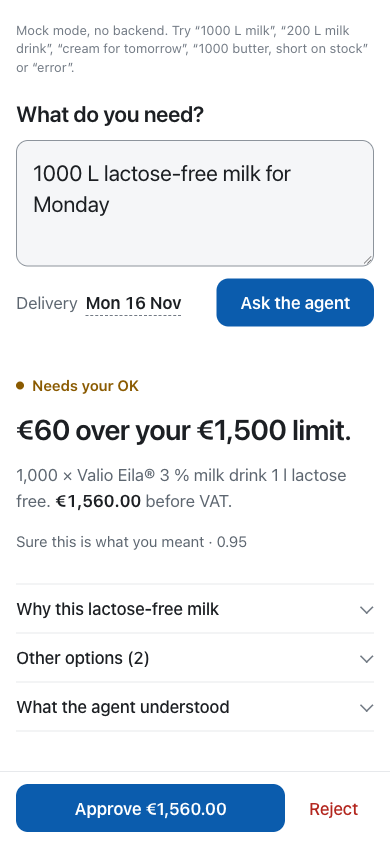 Mock mode, no backend. Try “1000 L milk”, “200 L milk
drink”, “cream for tomorrow”, “1000 butter, short on stock”
or “error”.
What do you need?
1000 L lactose-free milk for
Monday
Delivery Mon 16 Nov
Ask the agent
Needs your OK
€60 over your €1,500 limit.
1,000 × Valio Eila® 3 % milk drink 1 l lactose
free. €1,560.00 before VAT.
Sure this is what you meant · 0.95
Why this lactose-free milk
Other options (2)
What the agent understood
Approve €1,560.00
Reject